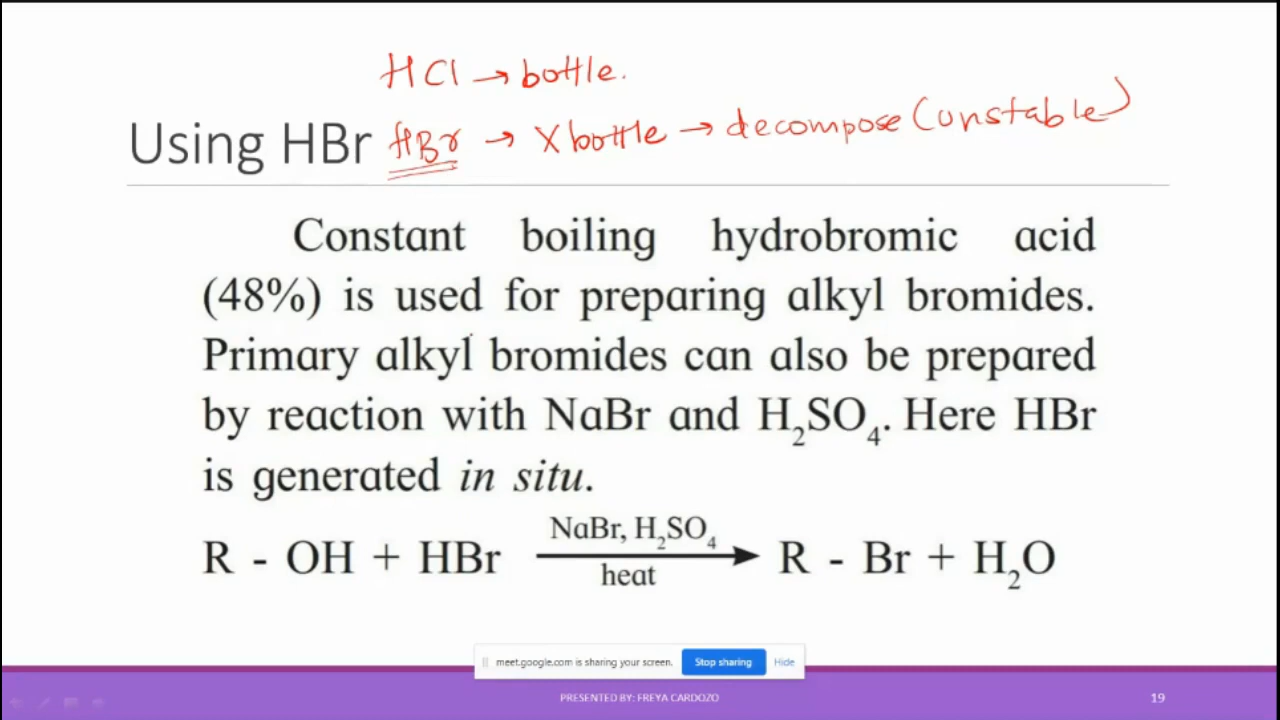 HCl → bottle.
Using HBr HBr → X bottle → decompose (unstable)
Constant boiling hydrobromic acid
(48%) is used for preparing alkyl bromides.
Primary alkyl bromides can also be prepared
by reaction with NaBr and H₂SO₄. Here HBr
is generated in situ.
NaBr, H₂SO₄
R - OH + HBr → R - Br + H₂O
heat
meet.google.com is sharing your screen. Stop sharing Hide
PRESENTED BY: FREYA CARDOZO 19